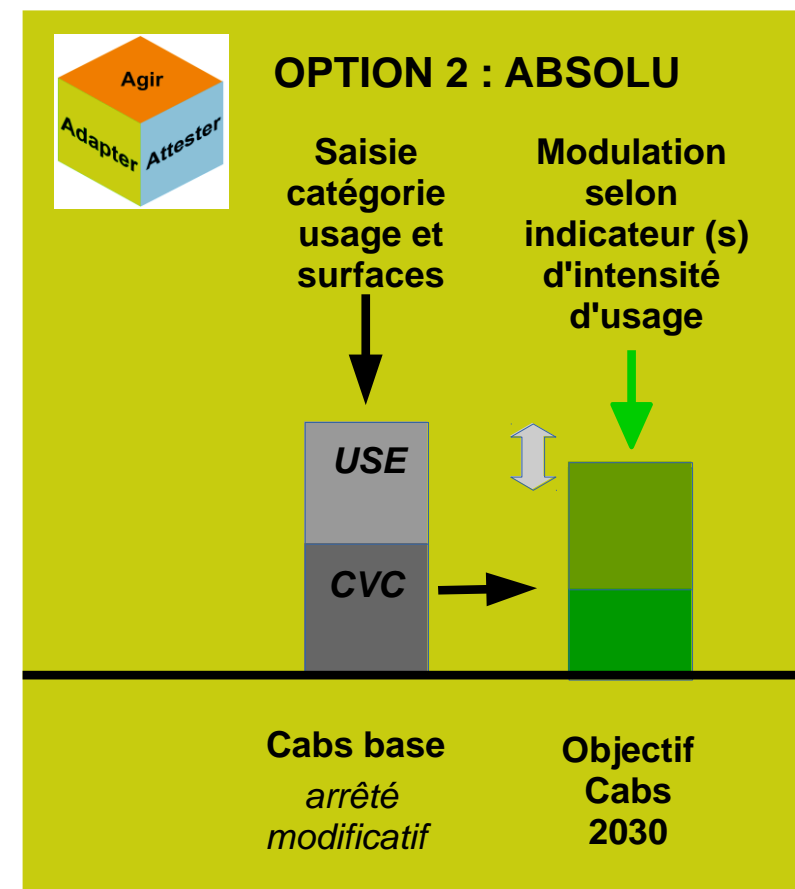 Agir
Adapter
Attester
OPTION 2 : ABSOLU
Saisie
catégorie
usage et
surfaces
Modulation
selon
indicateur (s)
d'intensité
d'usage
USE
CVC
Cabs base
arrêté
modificatif
Objectif
Cabs
2030